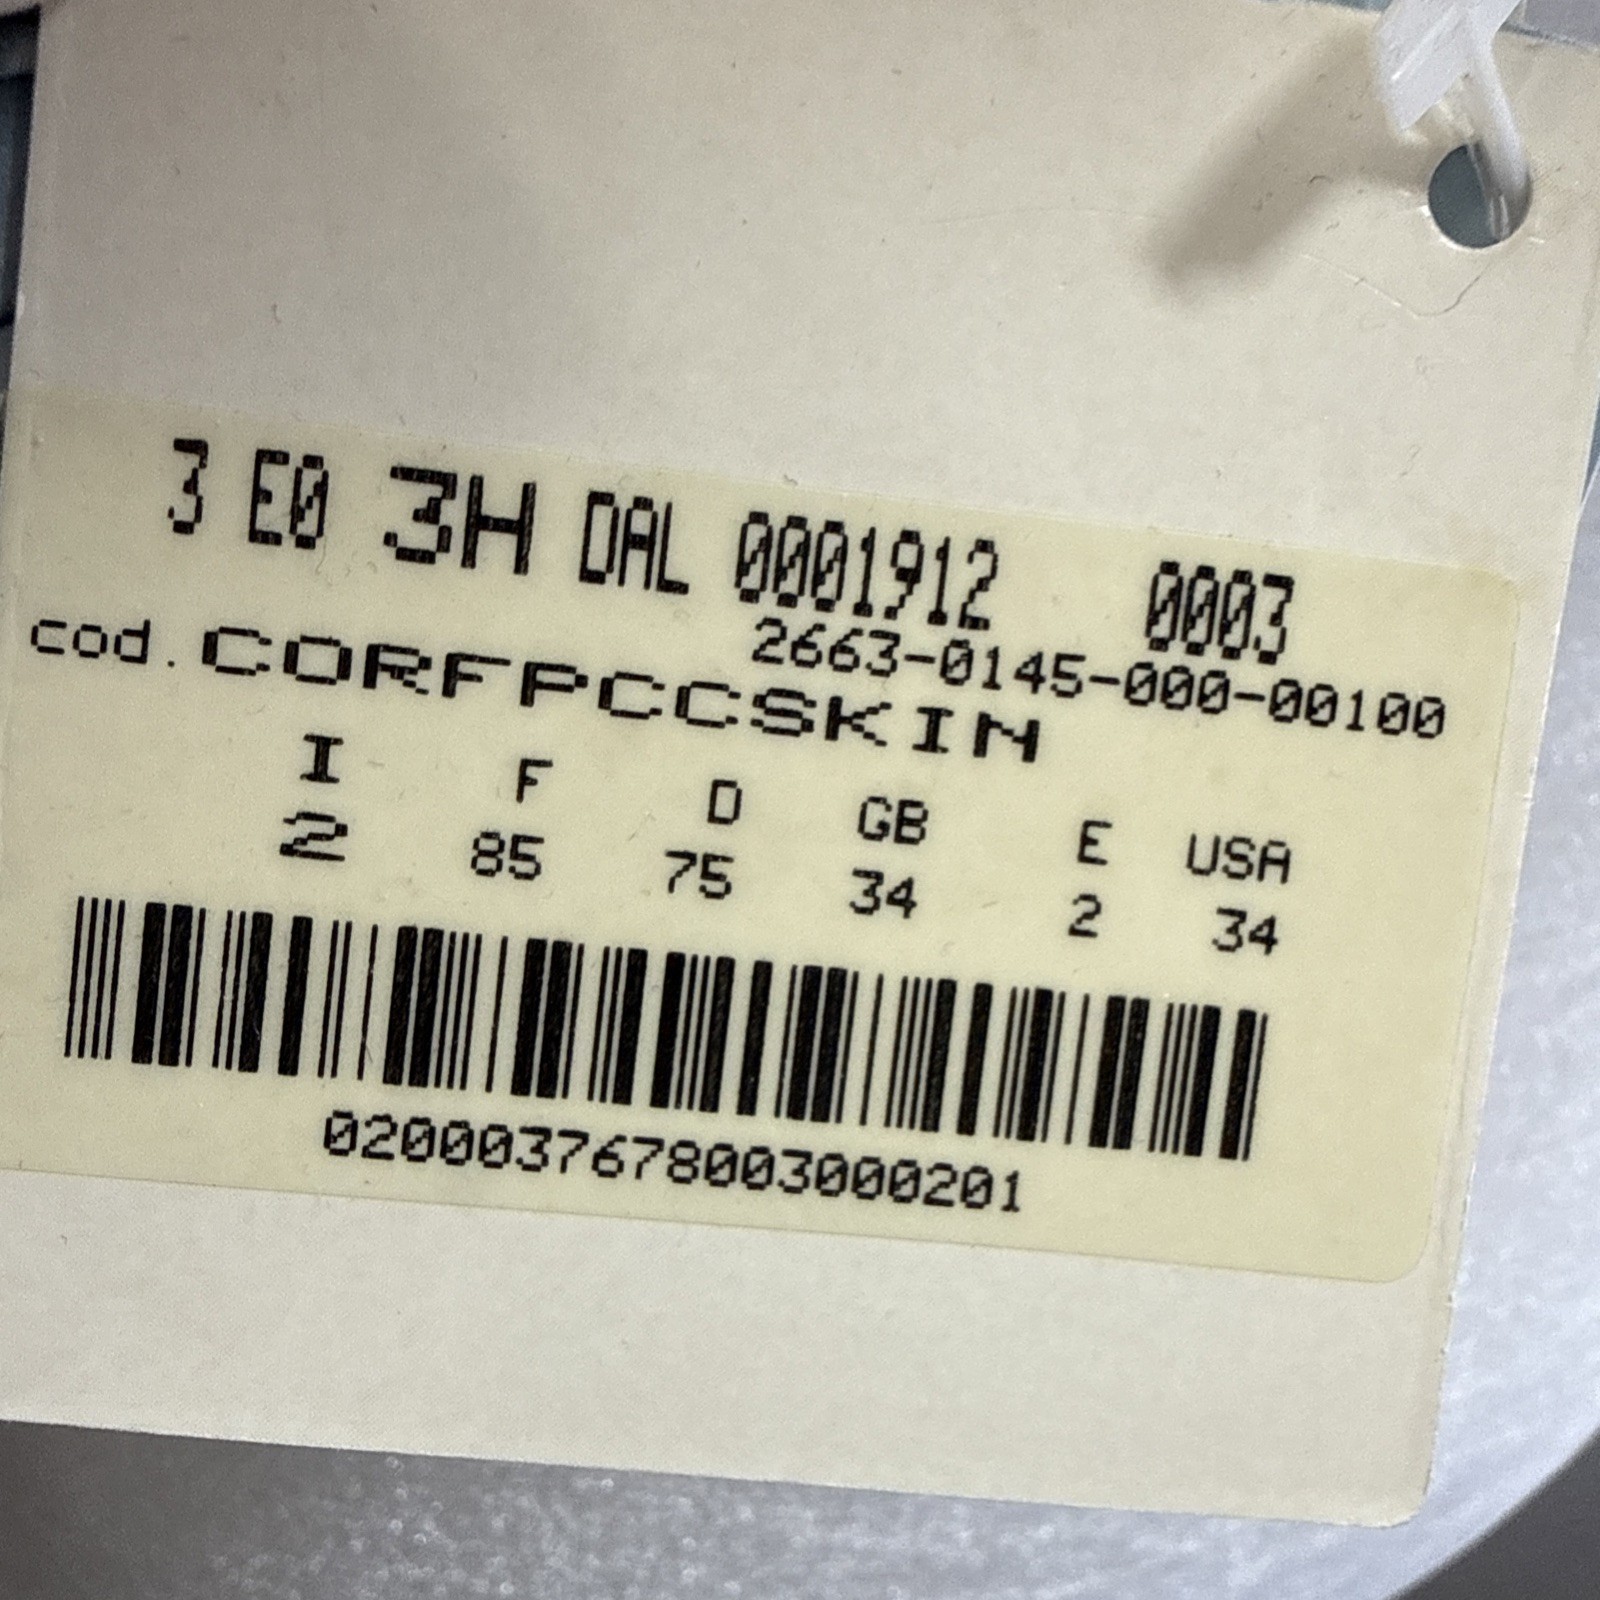 3 E0 3H DAL 0001912 0003
2663-0145-000-00100
cod. CORFPCCSKIN
I F D GB E USA
2 85 75 34 2 34
0200037678003000201